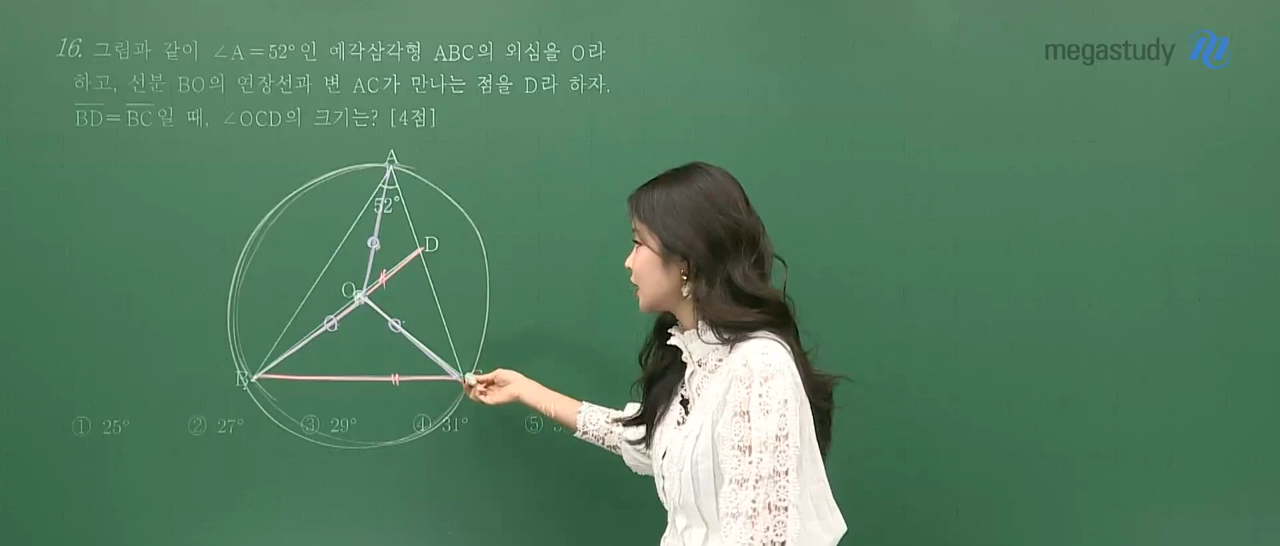 16. 그림과 같이 ∠A=52°인 예각삼각형 ABC의 외심을 O라
하고, 선분 BO의 연장선과 변 AC가 만나는 점을 D라 하자.
BD=BC일 때, ∠OCD의 크기는? [4점]
megastudy
A
52°
D
O
B
① 25° ② 27° ③ 29° ④ 31° ⑤